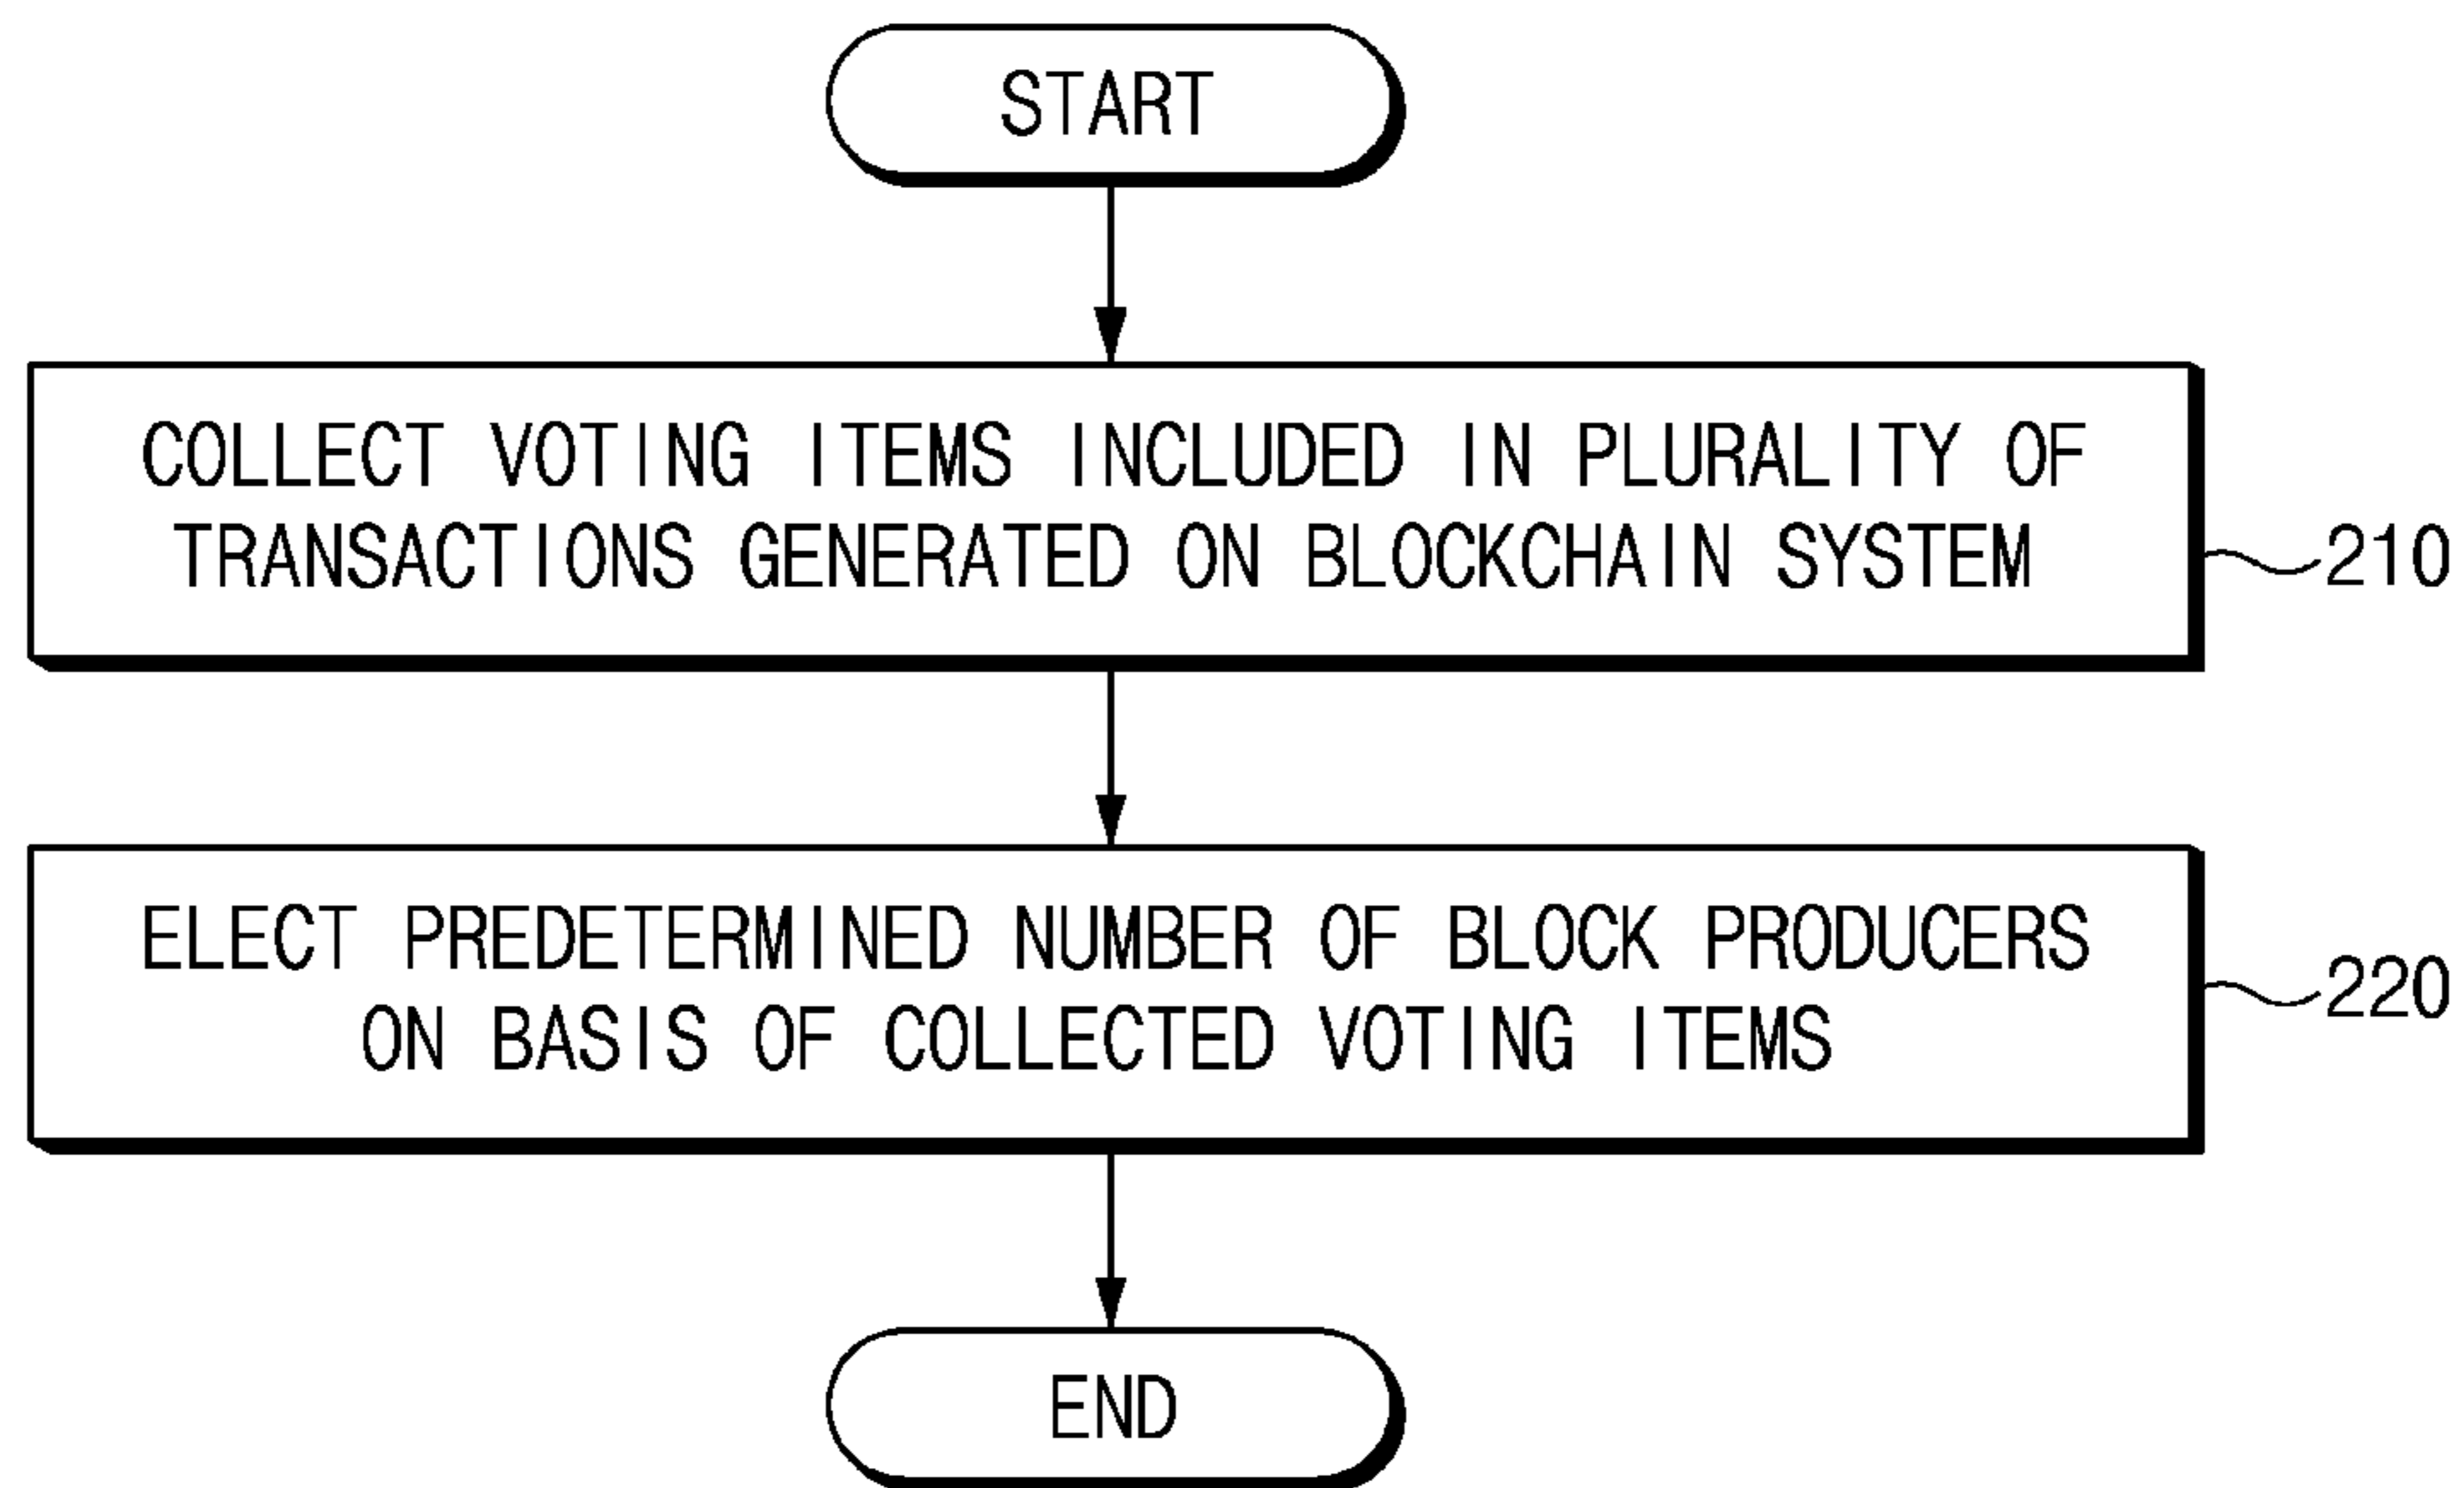 START
COLLECT VOTING ITEMS INCLUDED IN PLURALITY OF
TRANSACTIONS GENERATED ON BLOCKCHAIN SYSTEM
210
ELECT PREDETERMINED NUMBER OF BLOCK PRODUCERS
ON BASIS OF COLLECTED VOTING ITEMS
220
END